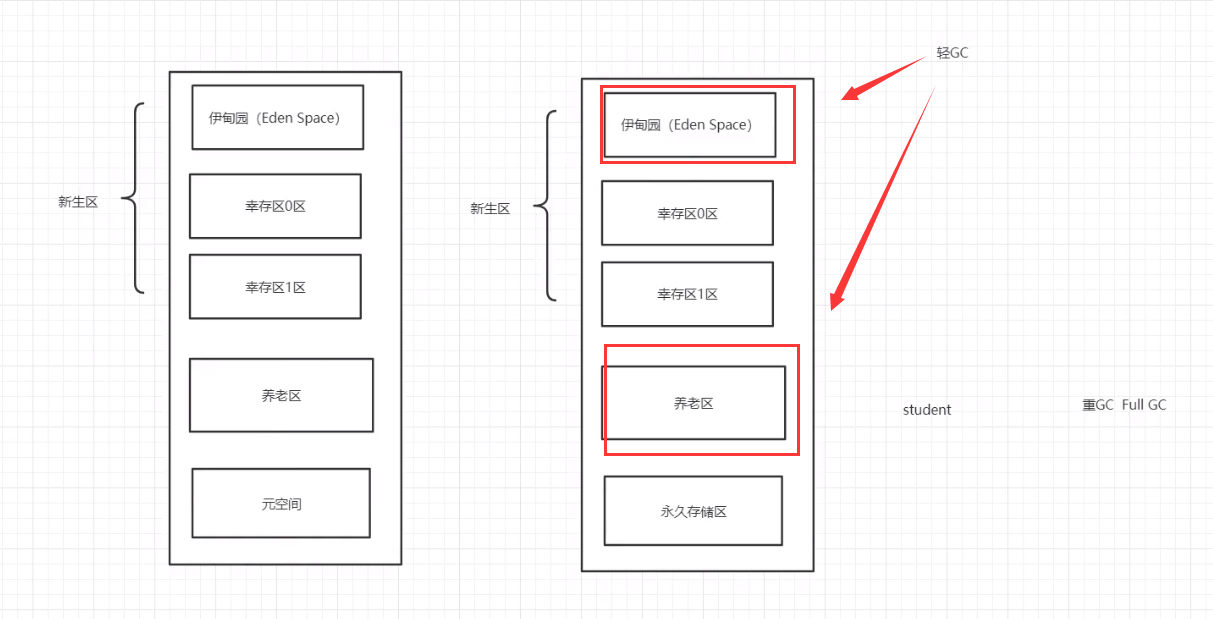 伊甸园（Eden Space）
新生区
幸存区0区
幸存区1区
养老区
元空间
轻GC
伊甸园（Eden Space）
新生区
幸存区0区
幸存区1区
养老区
永久存储区
student
重GC Full GC